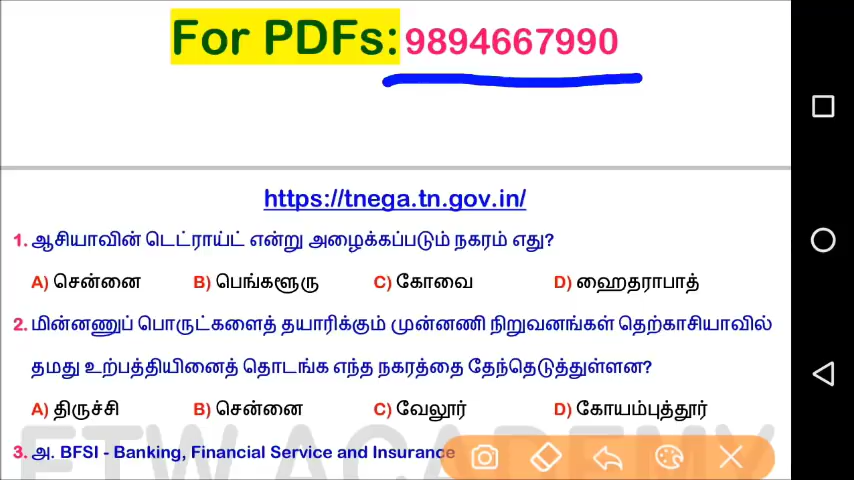 For PDFs: 9894667990
https://tnega.tn.gov.in/
1. ஆசியாவின் டெட்ராய்ட் என்று அழைக்கப்படும் நகரம் எது?
A) சென்னை B) பெங்களூரு C) கோவை D) ஹைதராபாத்
2. மின்னணுப் பொருட்களைத் தயாரிக்கும் முன்னணி நிறுவனங்கள் தெற்காசியாவில்
தமது உற்பத்தியினைத் தொடங்க எந்த நகரத்தை தேந்தெடுத்துள்ளன?
A) திருச்சி B) சென்னை C) வேலூர் D) கோயம்புத்தூர்
3. அ. BFSI - Banking, Financial Service and Insurance
FTW ACADEMY